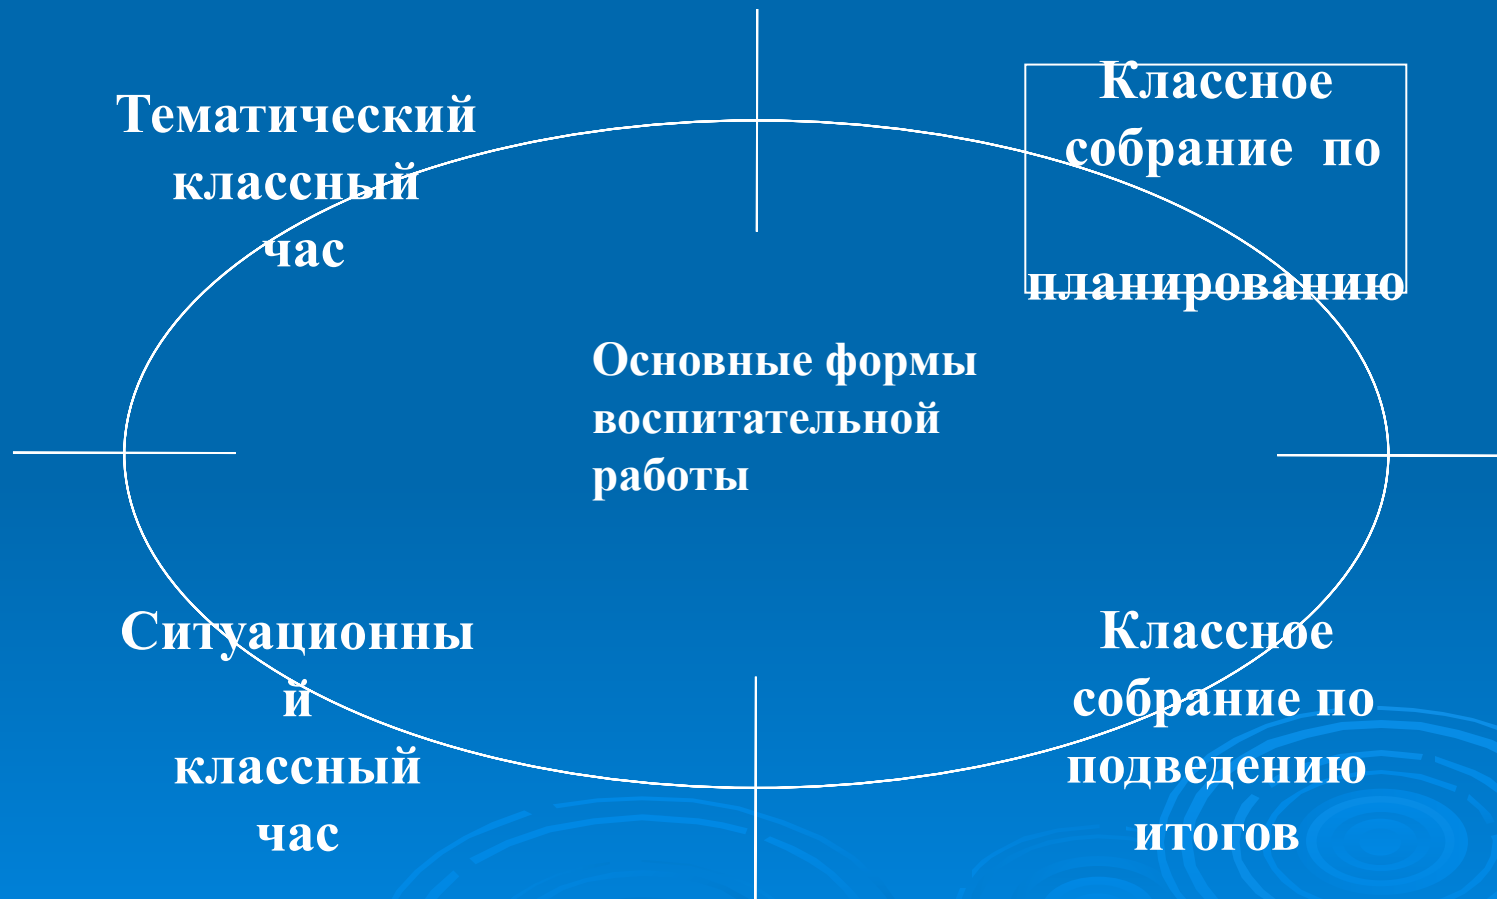 Тематический
классный
час
Классное
собрание по
планированию
Основные формы
воспитательной
работы
Ситуационны
й
классный
час
Классное
собрание по
подведению
итогов